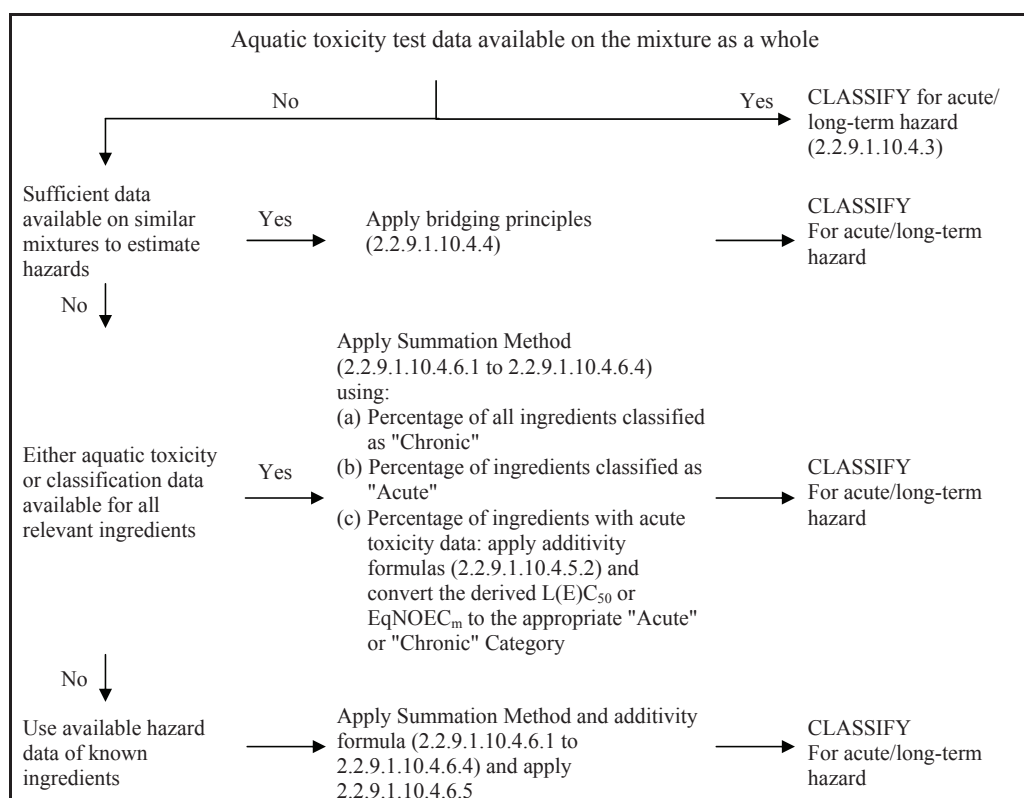 Aquatic toxicity test data available on the mixture as a whole
No
Yes
CLASSIFY for acute/
long-term hazard
(2.2.9.1.10.4.3)
Sufficient data
available on similar
mixtures to estimate
hazards
Yes
Apply bridging principles
(2.2.9.1.10.4.4)
CLASSIFY
For acute/long-term
hazard
No
Either aquatic toxicity
or classification data
available for all
relevant ingredients
Yes
Apply Summation Method
(2.2.9.1.10.4.6.1 to 2.2.9.1.10.4.6.4)
using:
(a) Percentage of all ingredients classified
as "Chronic"
(b) Percentage of ingredients classified as
"Acute"
(c) Percentage of ingredients with acute
toxicity data: apply additivity
formulas (2.2.9.1.10.4.5.2) and
convert the derived L(E)C₅₀ or
EqNOECₘ to the appropriate "Acute"
or "Chronic" Category
CLASSIFY
For acute/long-term
hazard
No
Use available hazard
data of known
ingredients
Apply Summation Method and additivity
formula (2.2.9.1.10.4.6.1 to
2.2.9.1.10.4.6.4) and apply
2.2.9.1.10.4.6.5
CLASSIFY
For acute/long-term
hazard